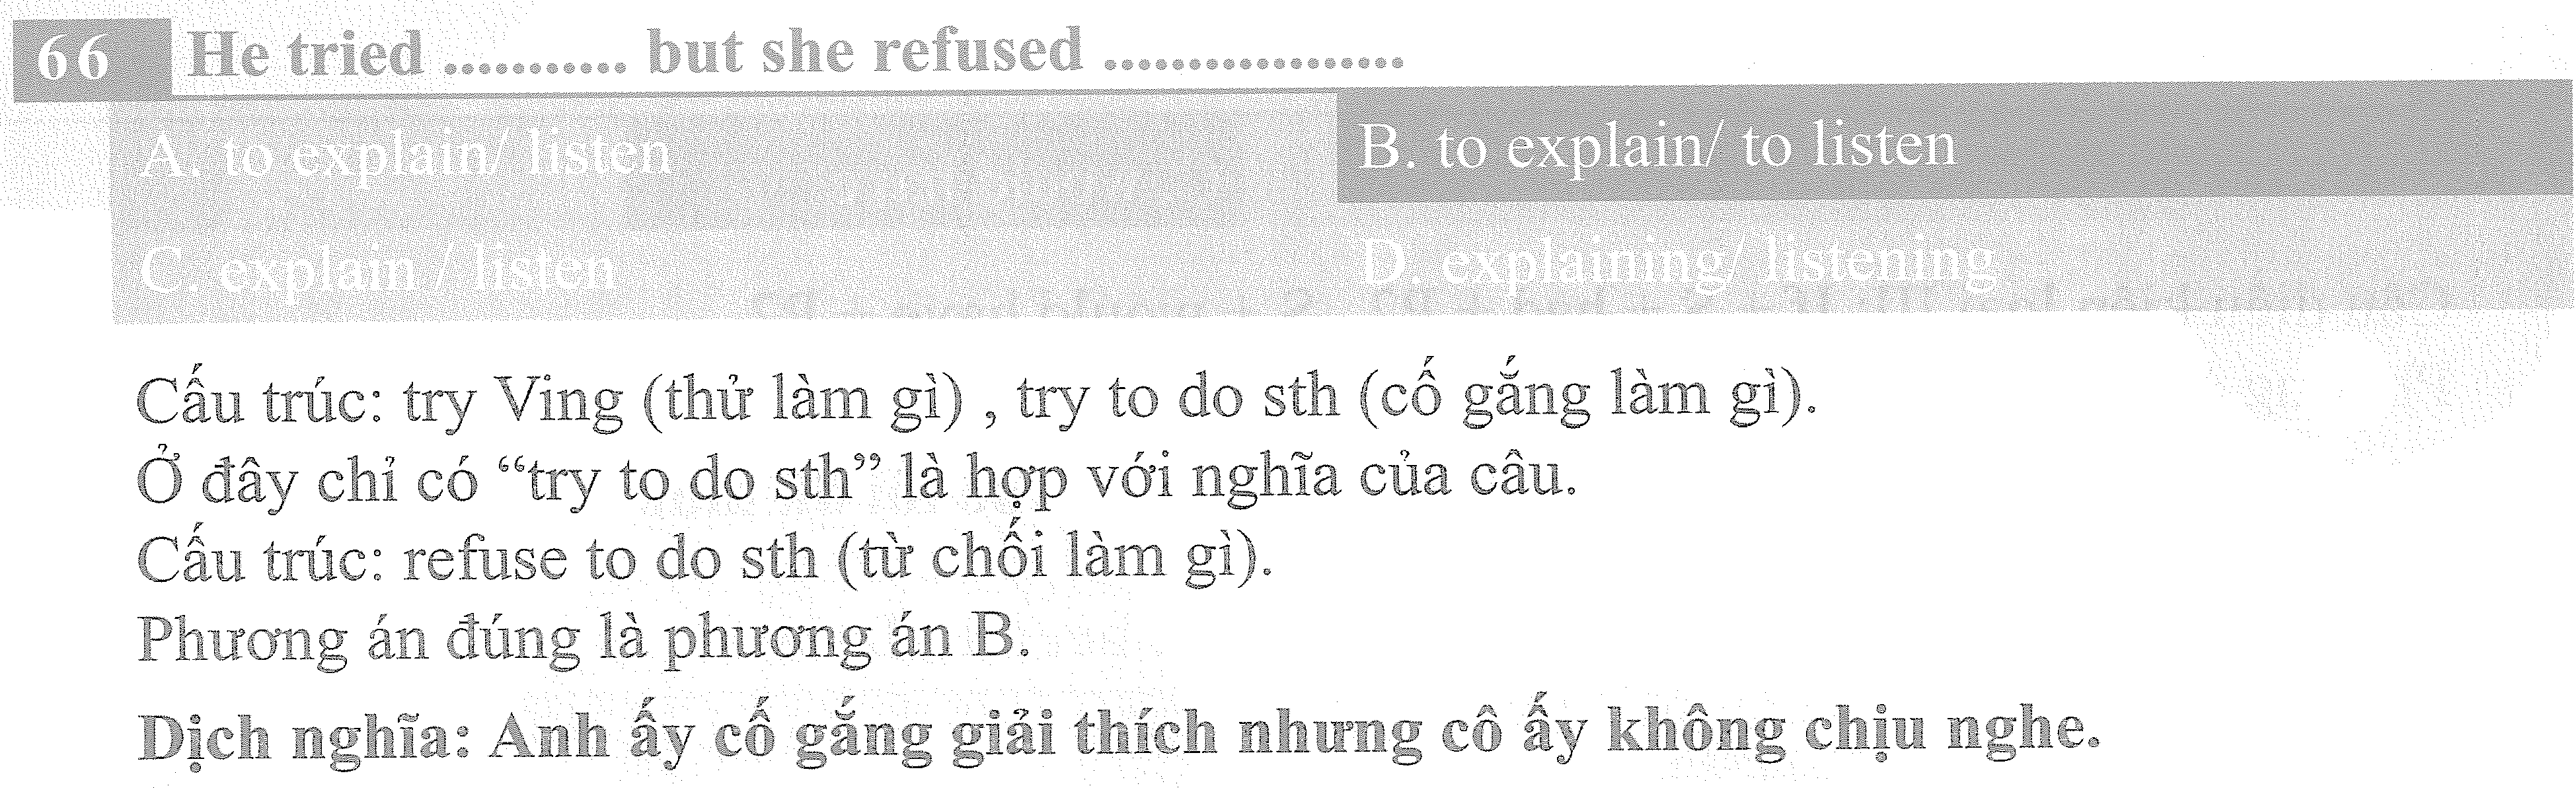 66 He tried ........... but she refused .................
A. to explain/ listen
B. to explain/ to listen
C. explain / listen
D. explaining/ listening
Cấu trúc: try Ving (thử làm gì) , try to do sth (cố gắng làm gì).
Ở đây chỉ có “try to do sth” là hợp với nghĩa của câu.
Cấu trúc: refuse to do sth (từ chối làm gì).
Phương án đúng là phương án B.
Dịch nghĩa: Anh ấy cố gắng giải thích nhưng cô ấy không chịu nghe.